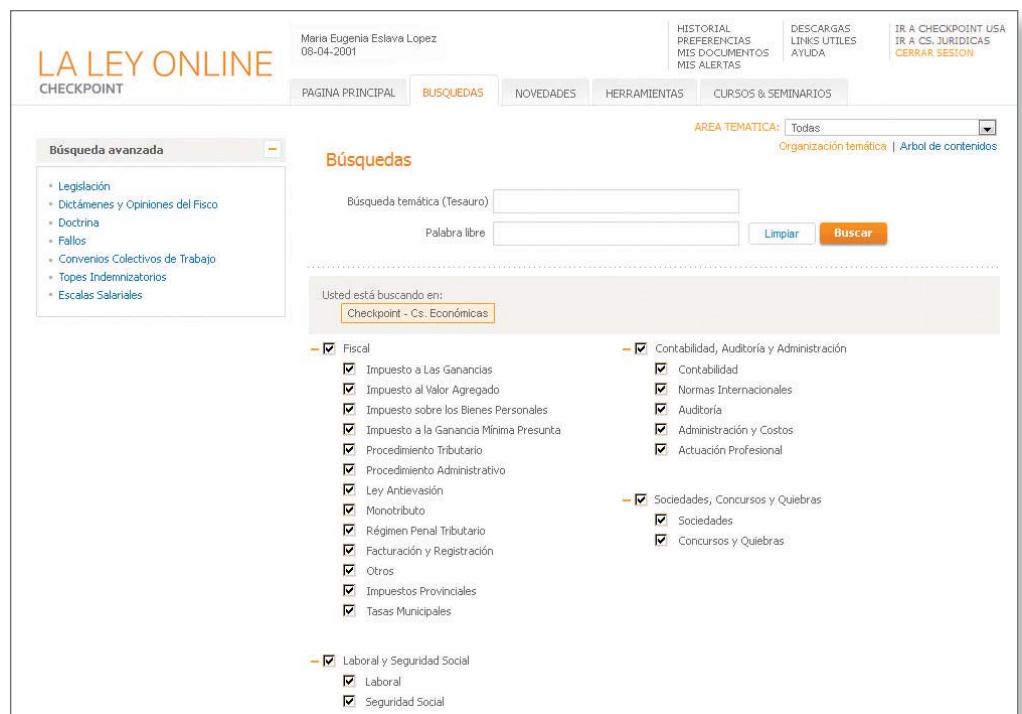 LA LEY ONLINE
CHECKPOINT
Maria Eugenia Eslava Lopez
08-04-2001
HISTORIAL
PREFERENCIAS
MIS DOCUMENTOS
MIS ALERTAS
DESCARGAS
LINKS UTILES
AYUDA
IR A CHECKPOINT USA
IR A CS. JURIDICAS
CERRAR SESION
PAGINA PRINCIPAL
BUSQUEDAS
NOVEDADES
HERRAMIENTAS
CURSOS & SEMINARIOS
AREA TEMATICA: Todas
Organización temática | Arbol de contenidos
Búsqueda avanzada
Legislación
Dictámenes y Opiniones del Fisco
Doctrina
Fallos
Convenios Colectivos de Trabajo
Topes Indemnizatorios
Escalas Salariales
Búsquedas
Búsqueda temática (Tesauro)
Palabra libre
Limpiar
Buscar
Usted está buscando en:
Checkpoint - Cs. Económicas
Fiscal
Impuesto a Las Ganancias
Impuesto al Valor Agregado
Impuesto sobre los Bienes Personales
Impuesto a la Ganancia Mínima Presunta
Procedimiento Tributario
Procedimiento Administrativo
Ley Antievasión
Monotributo
Régimen Penal Tributario
Facturación y Registración
Otros
Impuestos Provinciales
Tasas Municipales
Laboral y Seguridad Social
Laboral
Seguridad Social
Contabilidad, Auditoría y Administración
Contabilidad
Normas Internacionales
Auditoría
Administración y Costos
Actuación Profesional
Sociedades, Concursos y Quiebras
Sociedades
Concursos y Quiebras